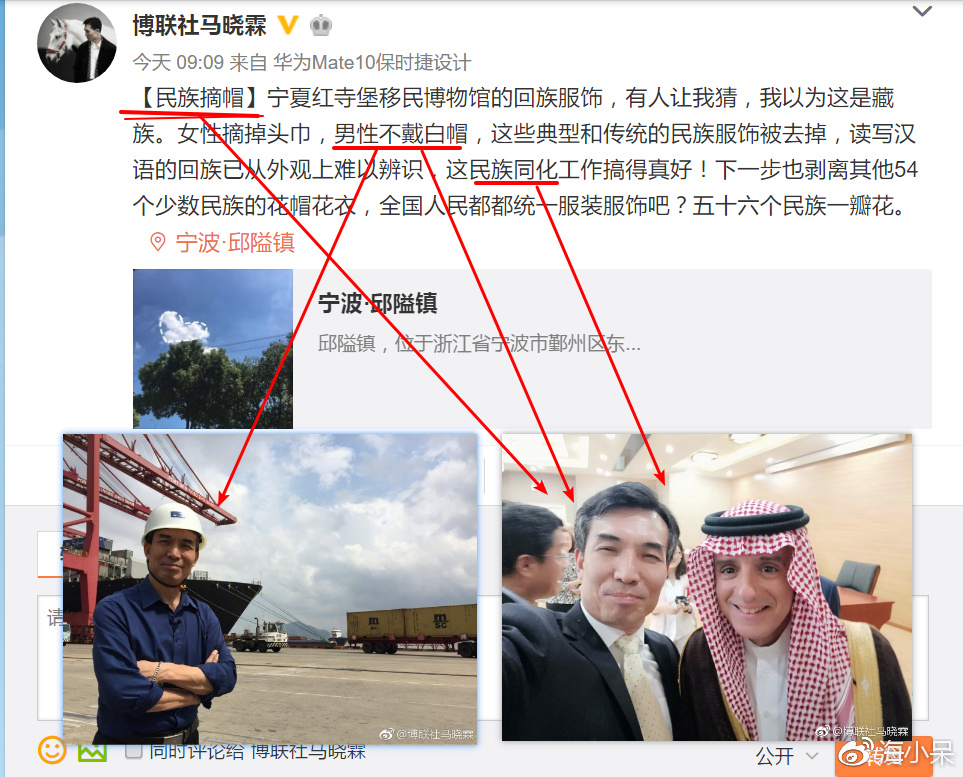 博联社马晓霖
今天 09:09 来自 华为Mate10保时捷设计
【民族摘帽】宁夏红寺堡移民博物馆的回族服饰，有人让我猜，我以为这是藏
族。女性摘掉头巾，男性不戴白帽，这些典型和传统的民族服饰被去掉，读写汉
语的回族已从外观上难以辨识，这民族同化工作搞得真好！下一步也剥离其他54
个少数民族的花帽花衣，全国人民都都统一服装服饰吧？五十六个民族一瓣花。
宁波·邱隘镇
宁波·邱隘镇
邱隘镇，位于浙江省宁波市鄞州区东...
请
m
m
sc
@博联社马晓霖
@博联社马晓霖
同时评论给 博联社马晓霖
公开
海小呆